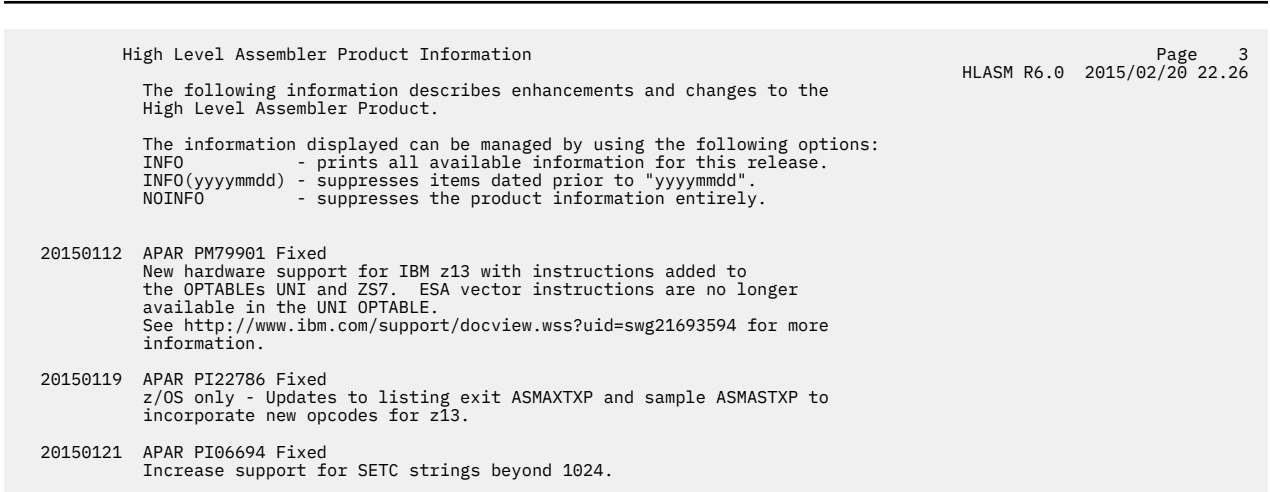 High Level Assembler Product Information Page 3
HLASM R6.0 2015/02/20 22.26
The following information describes enhancements and changes to the
High Level Assembler Product.
The information displayed can be managed by using the following options:
INFO - prints all available information for this release.
INFO(yyyymmdd) - suppresses items dated prior to "yyyymmdd".
NOINFO - suppresses the product information entirely.
20150112 APAR PM79901 Fixed
New hardware support for IBM z13 with instructions added to
the OPTABLEs UNI and ZS7. ESA vector instructions are no longer
available in the UNI OPTABLE.
See http://www.ibm.com/support/docview.wss?uid=swg21693594 for more
information.
20150119 APAR PI22786 Fixed
z/OS only - Updates to listing exit ASMAXTXP and sample ASMASTXP to
incorporate new opcodes for z13.
20150121 APAR PI06694 Fixed
Increase support for SETC strings beyond 1024.